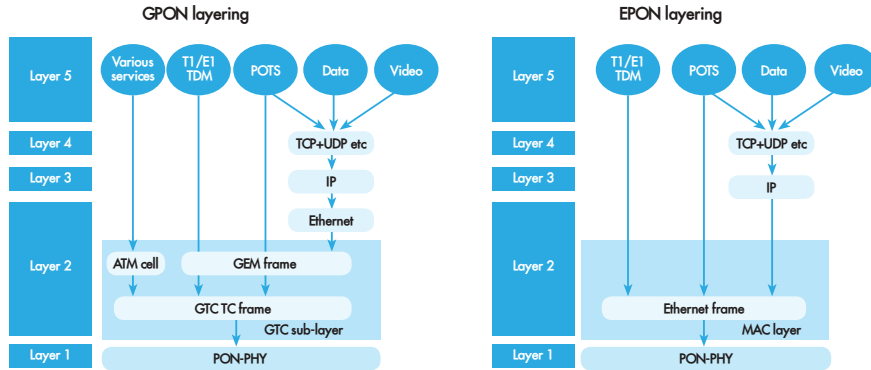 GPON layering
EPON layering
Layer 5
Various
services
T1/E1
TDM
POTS
Data
Video
Layer 4
TCP+UDP etc
Layer 3
IP
Ethernet
Layer 2
ATM cell
GEM frame
GTC TC frame
GTC sub-layer
Layer 1
PON-PHY
Layer 5
T1/E1
TDM
POTS
Data
Video
Layer 4
TCP+UDP etc
Layer 3
IP
Layer 2
Ethernet frame
MAC layer
Layer 1
PON-PHY